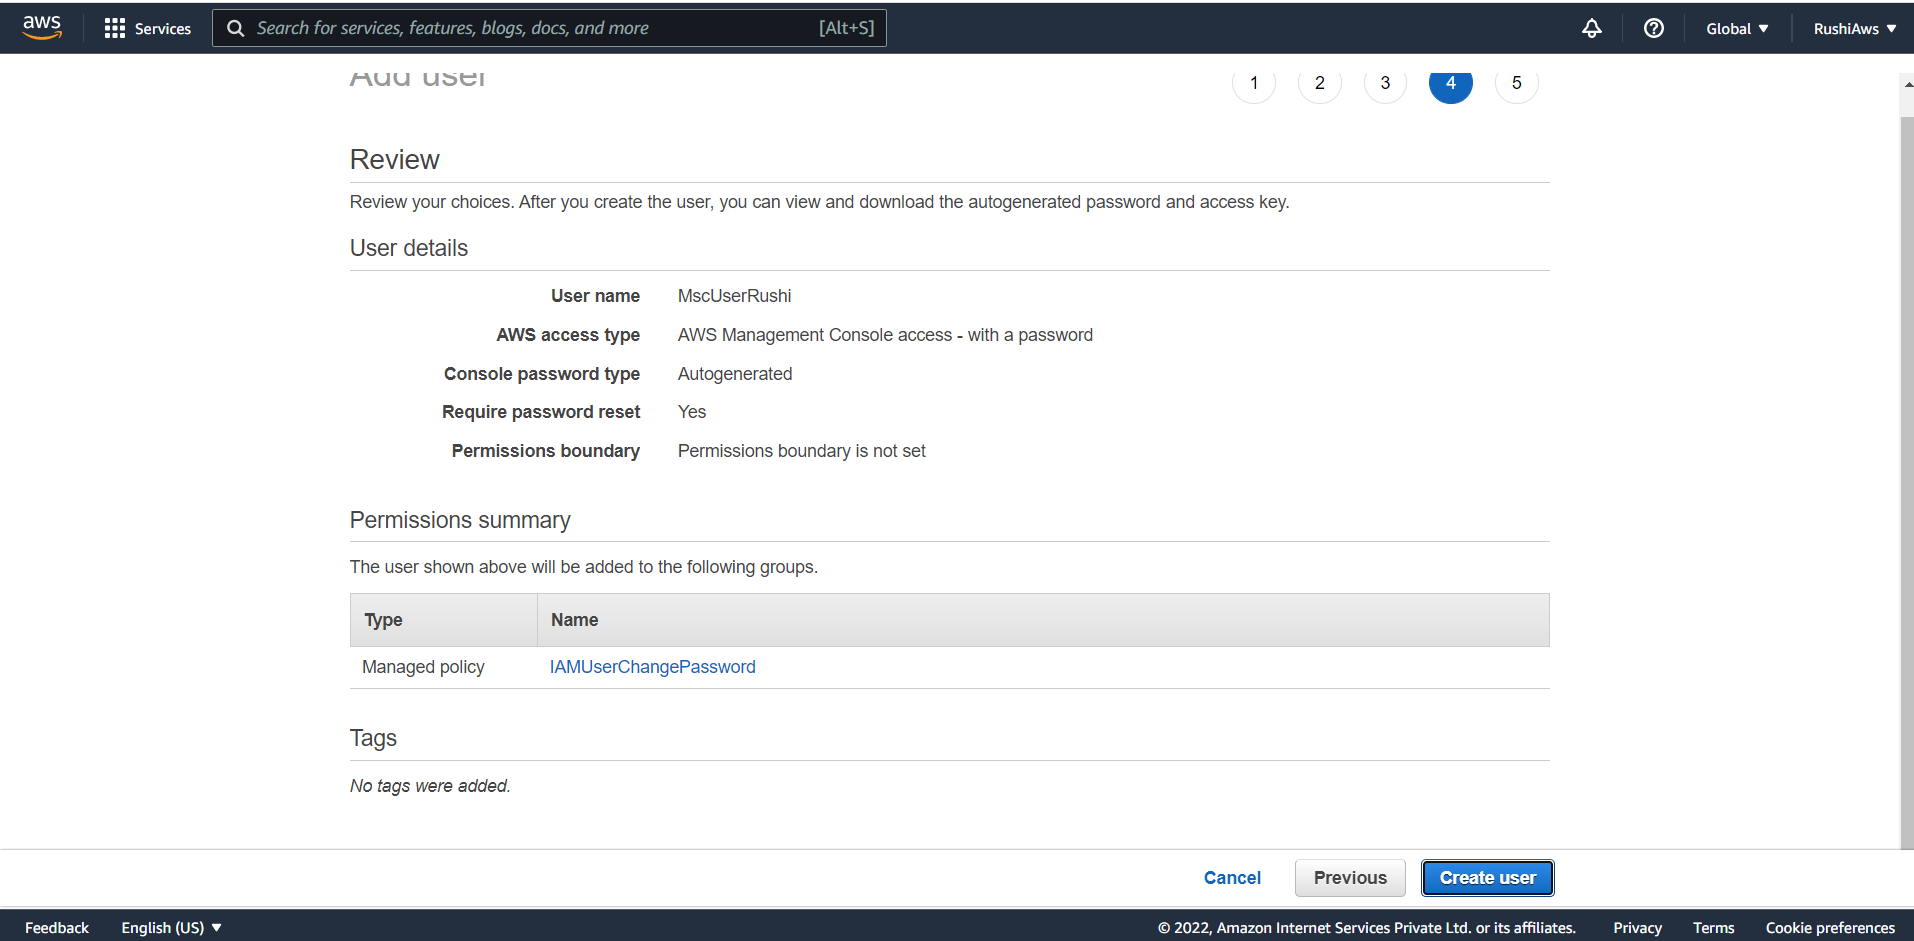 aws Services Search for services, features, blogs, docs, and more [Alt+S] Global ▼ RushiAws ▼
Add user 1 2 3 4 5
Review
Review your choices. After you create the user, you can view and download the autogenerated password and access key.
User details
User name MscUserRushi
AWS access type AWS Management Console access - with a password
Console password type Autogenerated
Require password reset Yes
Permissions boundary Permissions boundary is not set
Permissions summary
The user shown above will be added to the following groups.
Type Name
Managed policy IAMUserChangePassword
Tags
No tags were added.
Cancel Previous Create user
Feedback English (US) ▼ © 2022, Amazon Internet Services Private Ltd. or its affiliates. Privacy Terms Cookie preferences